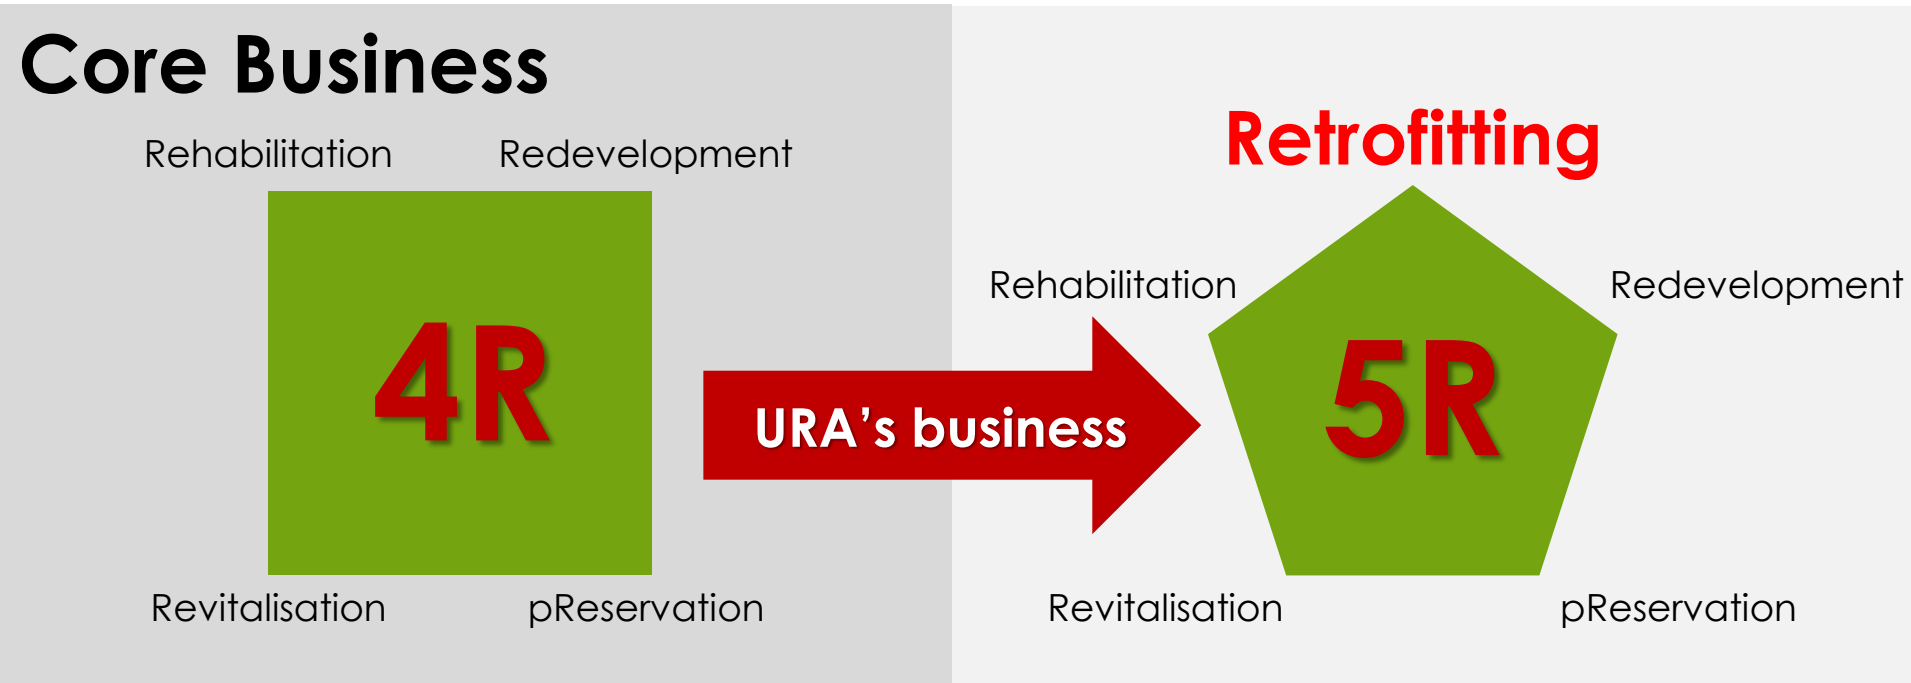 Core Business
Rehabilitation
Redevelopment
4R
Revitalisation
pReservation
URA’s business
Retrofitting
Rehabilitation
Redevelopment
5R
Revitalisation
pReservation